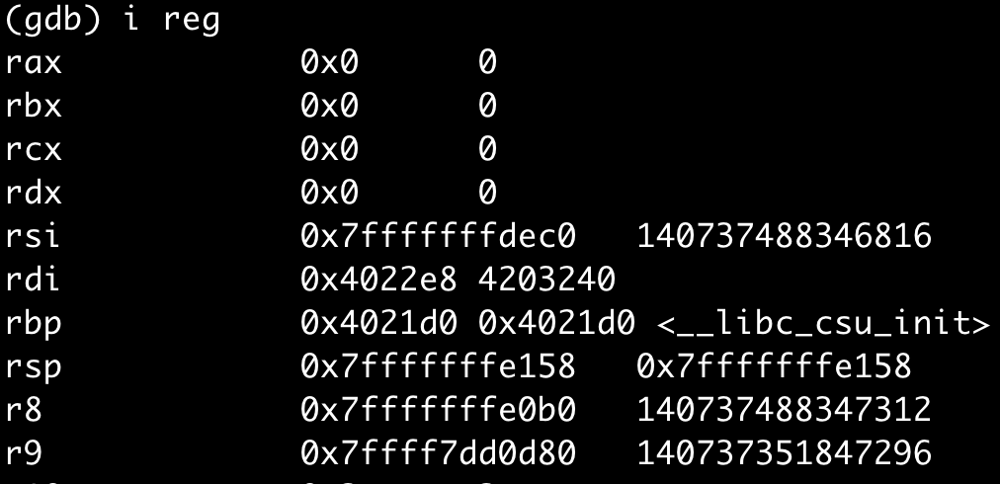 (gdb) i reg
rax 0x0 0
rbx 0x0 0
rcx 0x0 0
rdx 0x0 0
rsi 0x7fffffffdec0 140737488346816
rdi 0x4022e8 4203240
rbp 0x4021d0 0x4021d0 <__libc_csu_init>
rsp 0x7fffffffe158 0x7fffffffe158
r8 0x7fffffffe0b0 140737488347312
r9 0x7ffff7dd0d80 140737351847296